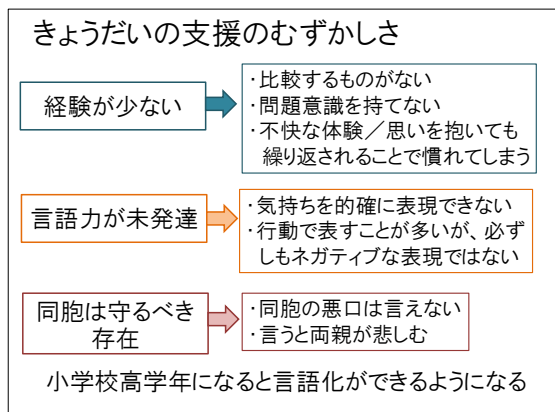 きょうだいの支援のむずかしさ
経験が少ない
・比較するものがない
・問題意識を持てない
・不快な体験／思いを抱いても
繰り返されることで慣れてしまう
言語力が未発達
・気持ちを的確に表現できない
・行動で表すことが多いが、必ず
しもネガティブな表現ではない
同胞は守るべき
存在
・同胞の悪口は言えない
・言うと両親が悲しむ
小学校高学年になると言語化ができるようになる